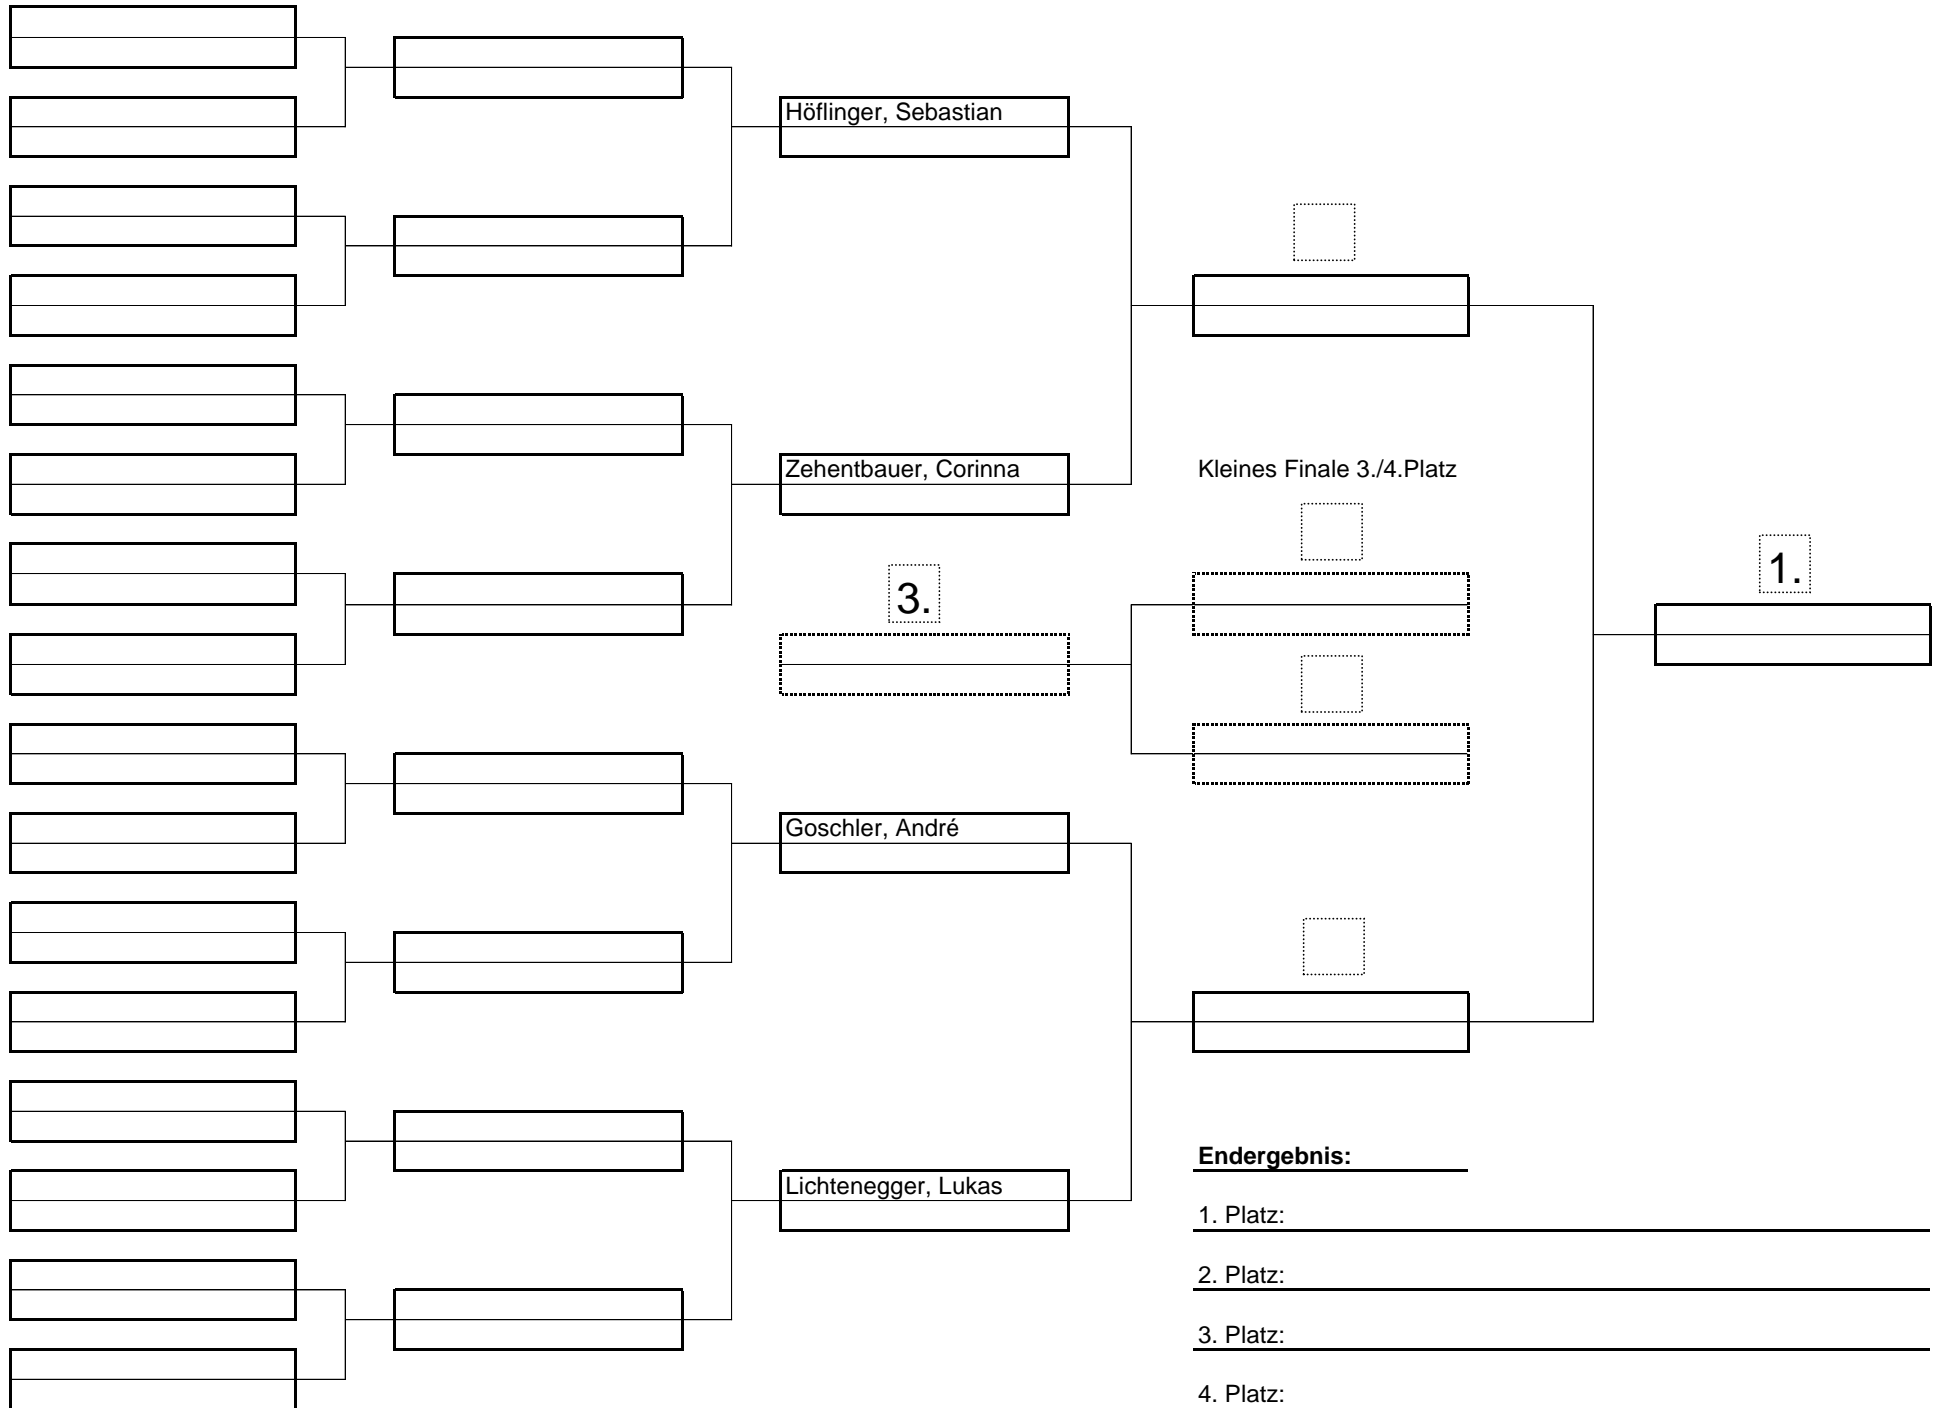 Höflinger, Sebastian
Zehentbauer, Corinna
Kleines Finale 3./4.Platz
1.
3.
Goschler, André
Endergebnis:
Lichtenegger, Lukas
1. Platz:
2. Platz:
3. Platz:
4. Platz: